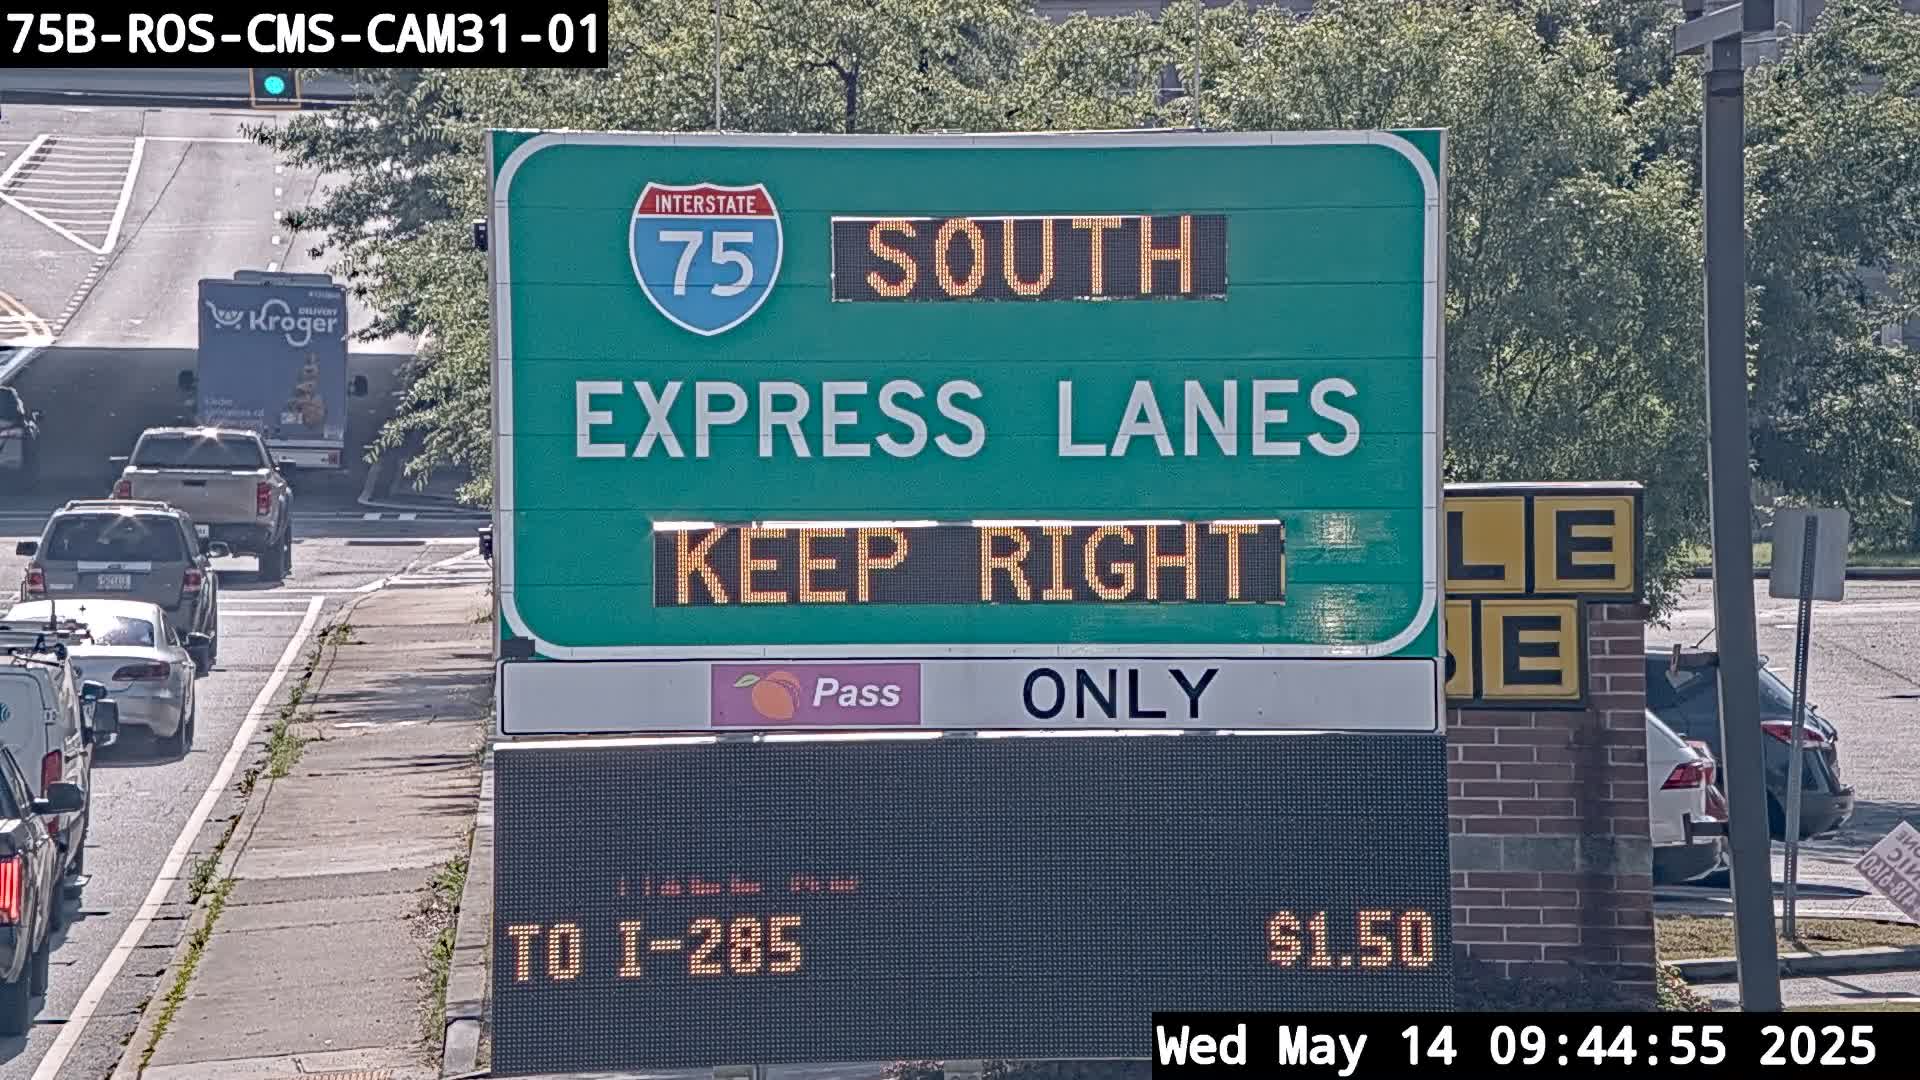 75B-ROS-CMS-CAM31-01
INTERSTATE
75
SOUTH
EXPRESS LANES
KEEP RIGHT
Pass
ONLY
TO I-285 $1.50
DELIVERY
Kroger
LE
E
Wed May 14 09:44:55 2025